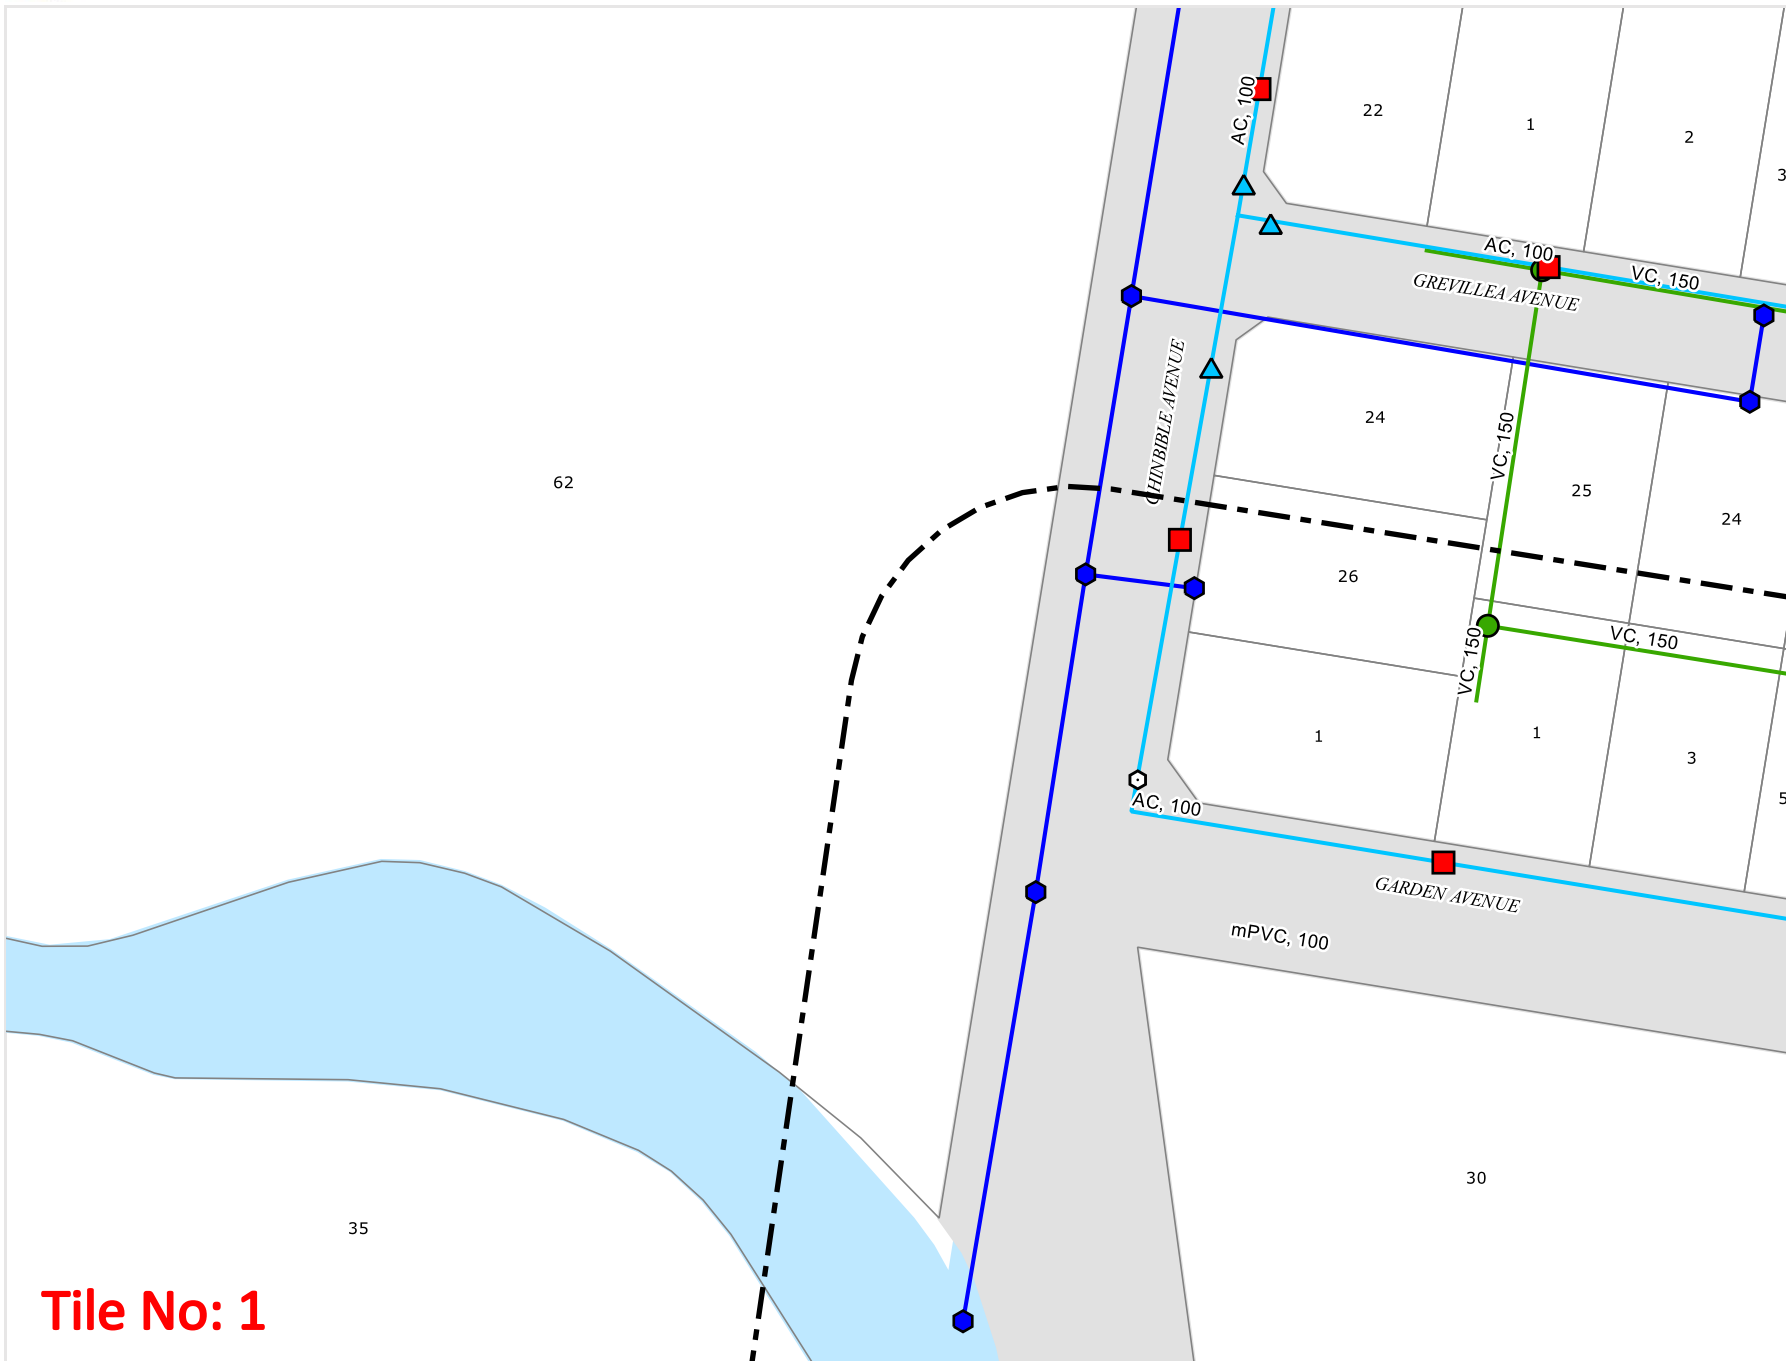 AC, 100
22
1
2
3
AC, 100
VC, 150
GREVILLEA AVENUE
CHINBIBLE AVENUE
24
VC, 150
62
25
24
26
VC, 150
VC, 150
1
1
3
5
AC, 100
GARDEN AVENUE
mPVC, 100
30
35
Tile No: 1